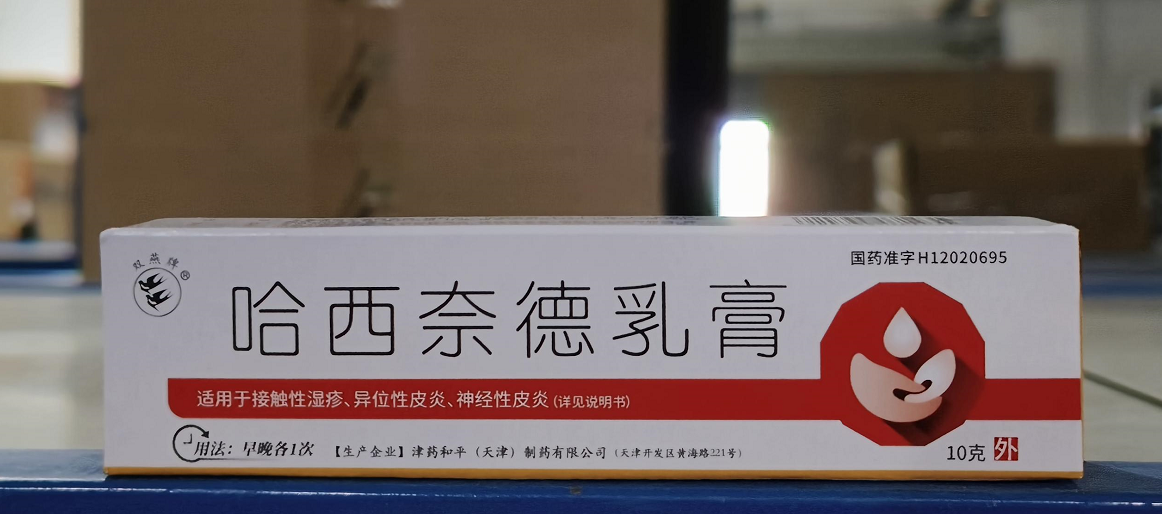 双燕牌®
国药准字H12020695
哈西奈德乳膏
适用于接触性湿疹、异位性皮炎、神经性皮炎(详见说明书)
用法：早晚各1次 【生产企业】津药和平（天津）制药有限公司（天津开发区黄海路221号）
10克 外